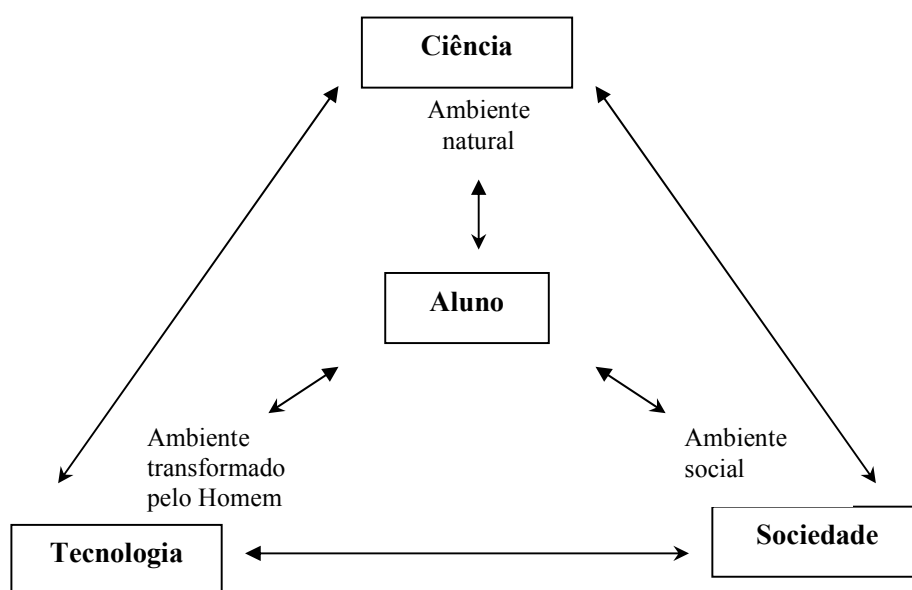 Ciência
Ambiente
natural
Aluno
Ambiente
transformado
pelo Homem
Ambiente
social
Tecnologia
Sociedade